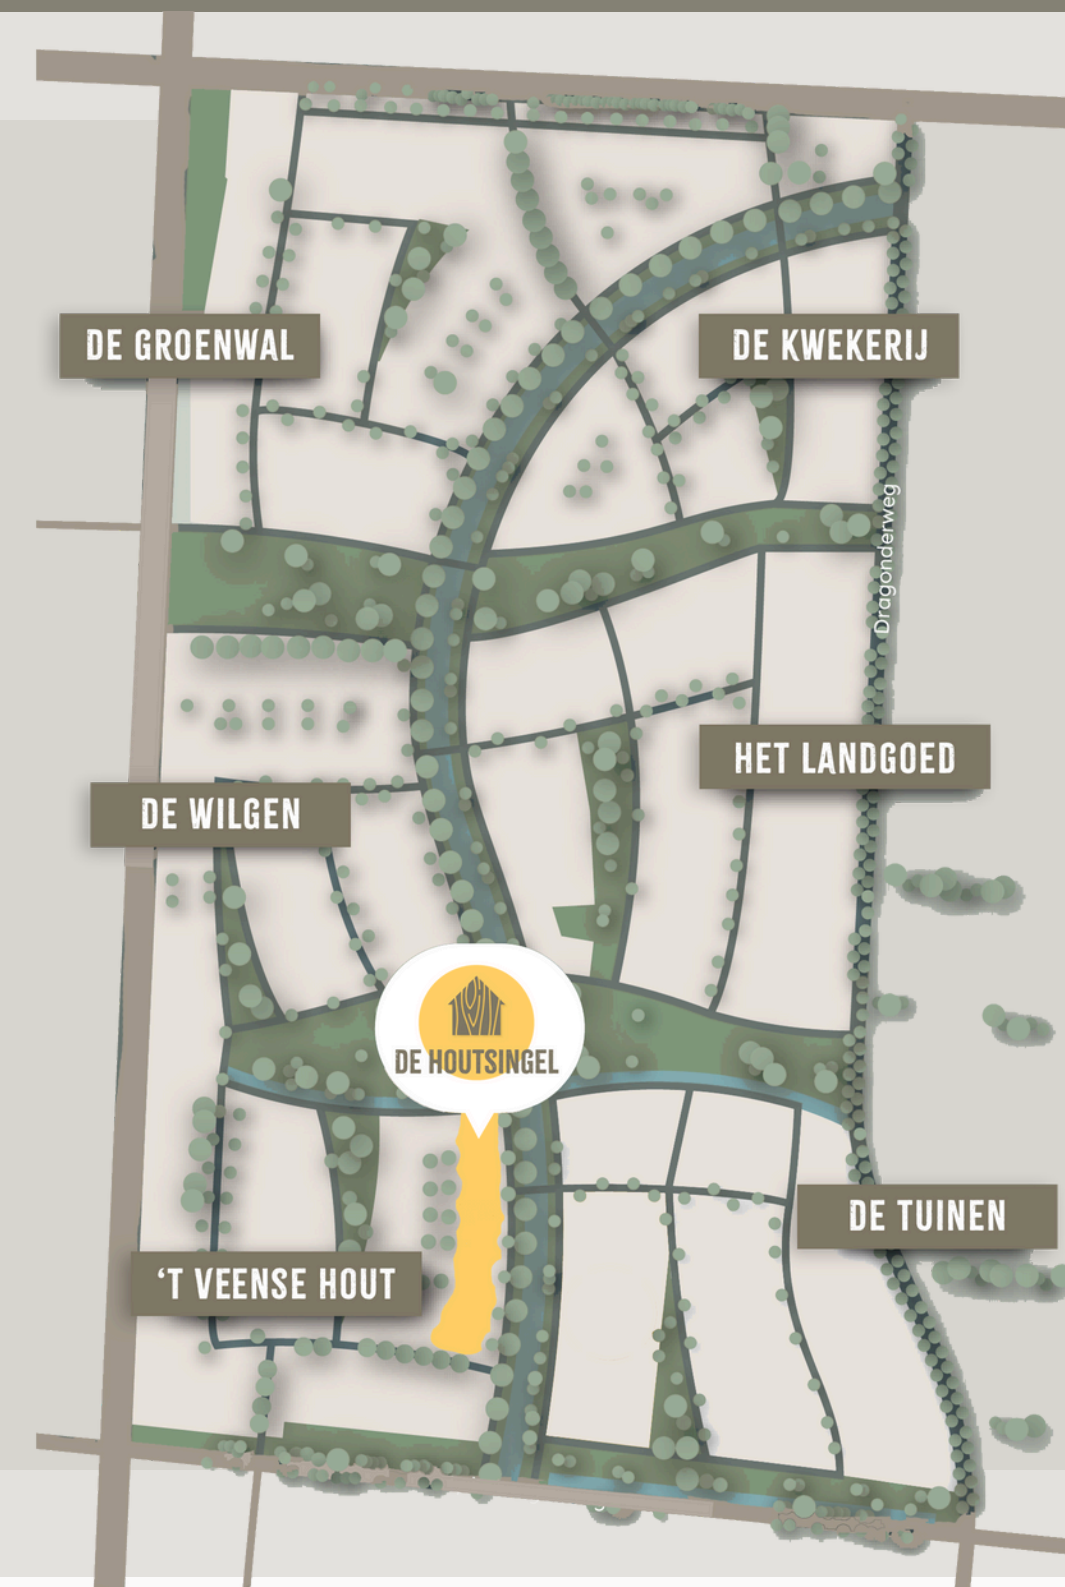 DE GROENWAL
DE KWEKERIJ
Dragonderweg
HET LANDGOED
DE WILGEN
DE HOUTSINGEL
DE TUINEN
‘T VEENSE HOUT